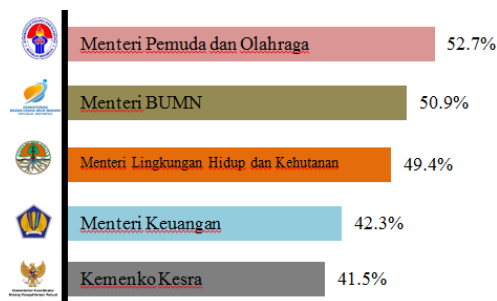 Menteri Pemuda dan Olahraga 52.7%
Menteri BUMN 50.9%
Menteri Lingkungan Hidup dan Kehutanan 49.4%
Menteri Keuangan 42.3%
Kemenko Kesra 41.5%